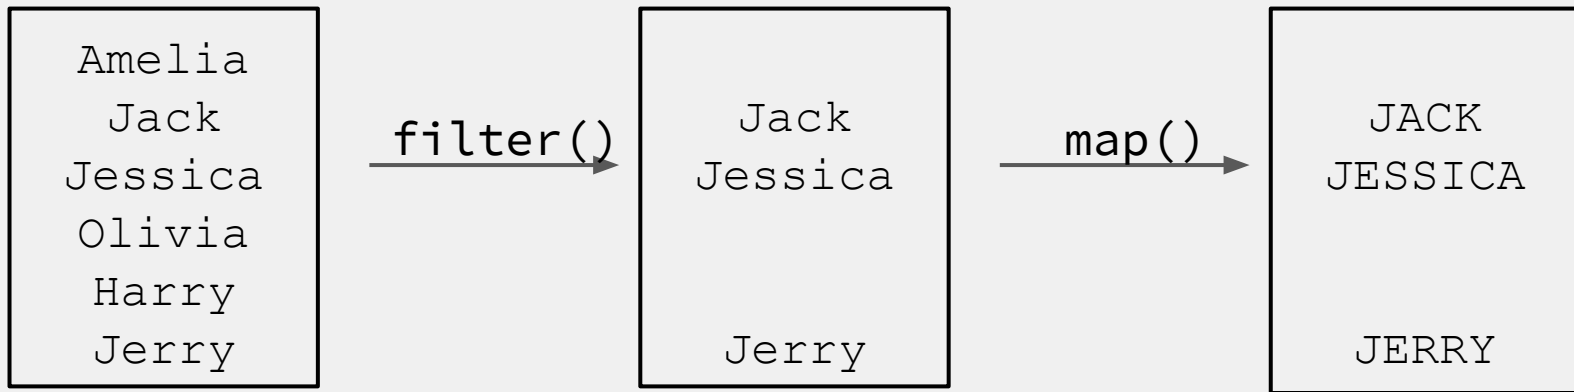 Amelia
Jack
Jessica
Olivia
Harry
Jerry
filter()
Jack
Jessica
Jerry
map()
JACK
JESSICA
JERRY